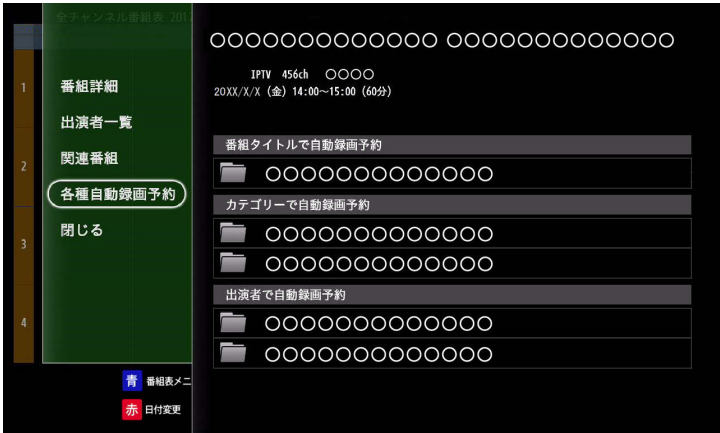 全チャンネル番組表 201
1
2
3
4
番組詳細
出演者一覧
関連番組
各種自動録画予約
閉じる
青 番組表メニ
赤 日付変更
○○○○○○○○○○○○○ ○○○○○○○○○○○○○
IPTV 456ch ○○○○
20XX/X/X (金) 14:00～15:00 (60分)
番組タイトルで自動録画予約
○○○○○○○○○○○○○
カテゴリーで自動録画予約
○○○○○○○○○○○○○
○○○○○○○○○○○○○
出演者で自動録画予約
○○○○○○○○○○○○○
○○○○○○○○○○○○○